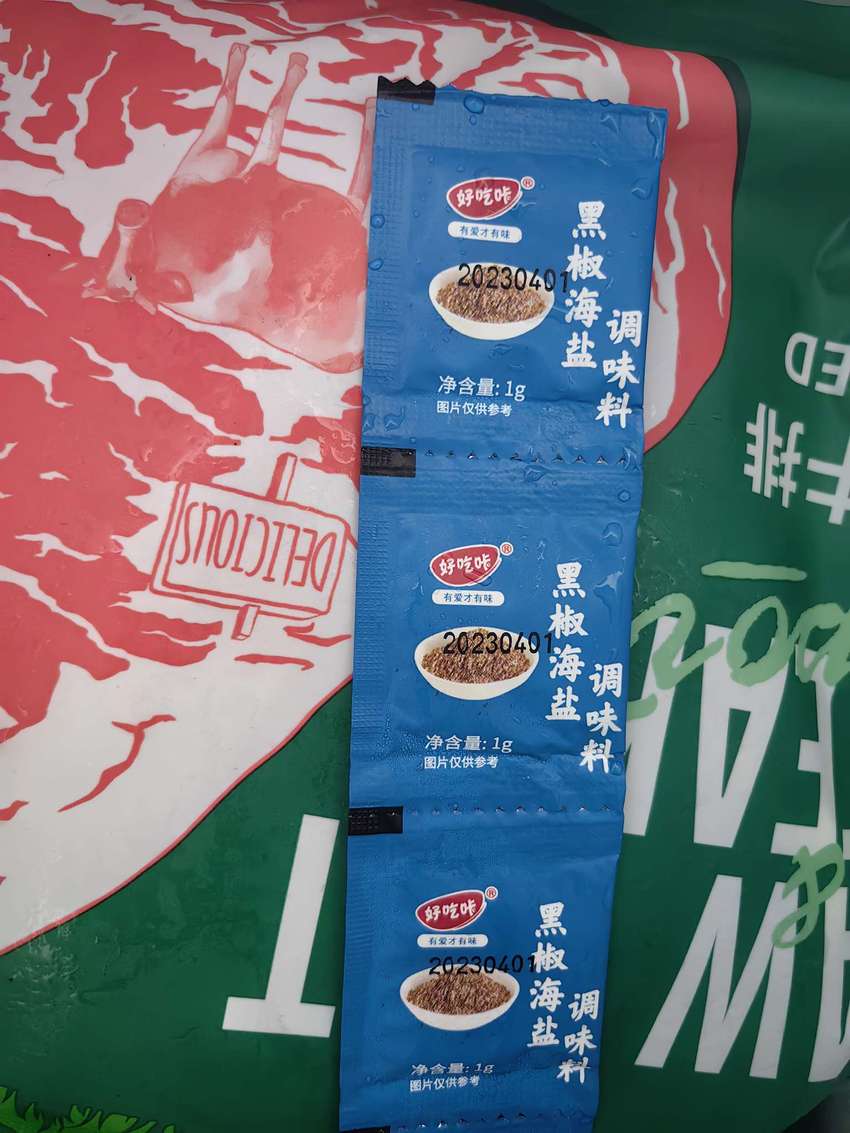 好吃咔®
有爱才有味
20230401
黑椒海盐
调味料
净含量: 1g
图片仅供参考
好吃咔®
有爱才有味
20230401
黑椒海盐
调味料
净含量: 1g
图片仅供参考
好吃咔®
有爱才有味
20230401
黑椒海盐
调味料
净含量: 1g
图片仅供参考
DELICIOUS
牛排